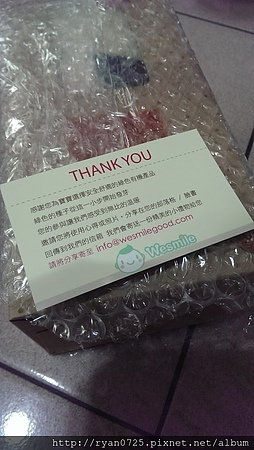 THANK YOU
感謝您為寶寶選擇安全舒適的綠色有機產品
綠色的種子從這一小步開始發芽
您的參與讓我們感受到無比的溫暖
邀請您將使用心得或照片，分享在您的部落格 / 臉書
回傳到我們的信箱 我們會寄送一份精美的小禮物給您
請將分享寄至 info@wesmilegood.com
Wesmile
http://ryan0725.pixnet.net/album